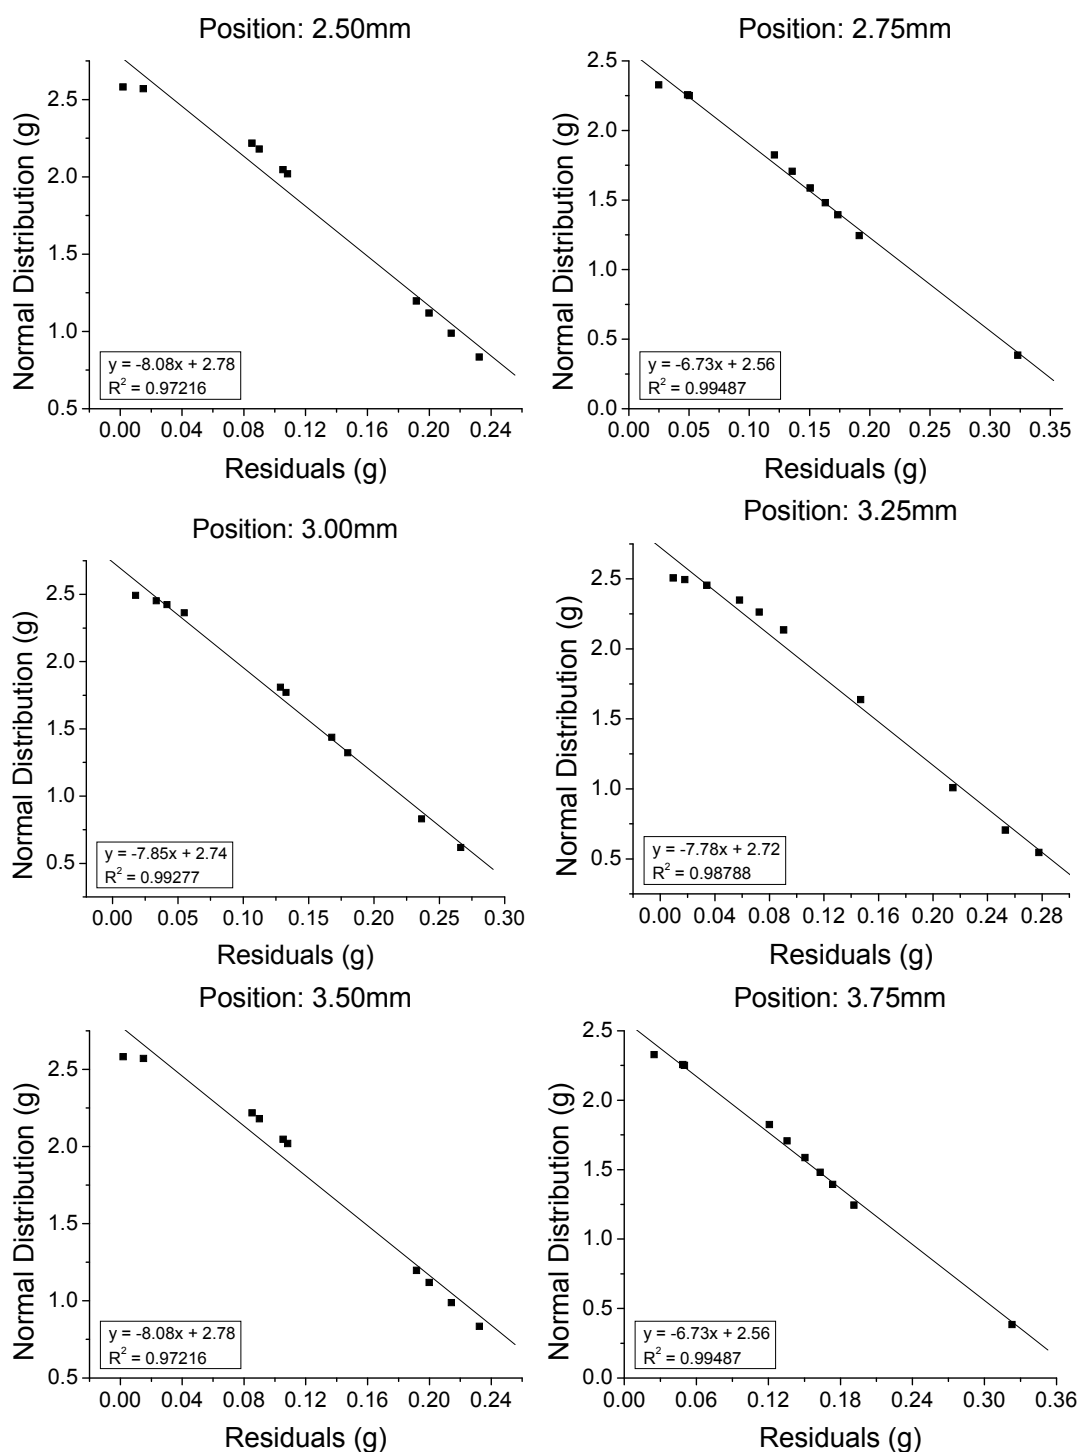 Position: 2.50mm
Normal Distribution (g)
2.5
2.0
1.5
1.0
0.5
y = -8.08x + 2.78
R² = 0.97216
0.00 0.04 0.08 0.12 0.16 0.20 0.24
Residuals (g)
Position: 2.75mm
Normal Distribution (g)
2.5
2.0
1.5
1.0
0.5
0.0
y = -6.73x + 2.56
R² = 0.99487
0.00 0.05 0.10 0.15 0.20 0.25 0.30 0.35
Residuals (g)
Position: 3.00mm
Normal Distribution (g)
2.5
2.0
1.5
1.0
0.5
y = -7.85x + 2.74
R² = 0.99277
0.00 0.05 0.10 0.15 0.20 0.25 0.30
Residuals (g)
Position: 3.25mm
Normal Distribution (g)
2.5
2.0
1.5
1.0
0.5
y = -7.78x + 2.72
R² = 0.98788
0.00 0.04 0.08 0.12 0.16 0.20 0.24 0.28
Residuals (g)
Position: 3.50mm
Normal Distribution (g)
2.5
2.0
1.5
1.0
0.5
y = -8.08x + 2.78
R² = 0.97216
0.00 0.04 0.08 0.12 0.16 0.20 0.24
Residuals (g)
Position: 3.75mm
Normal Distribution (g)
2.5
2.0
1.5
1.0
0.5
0.0
y = -6.73x + 2.56
R² = 0.99487
0.00 0.06 0.12 0.18 0.24 0.30 0.36
Residuals (g)